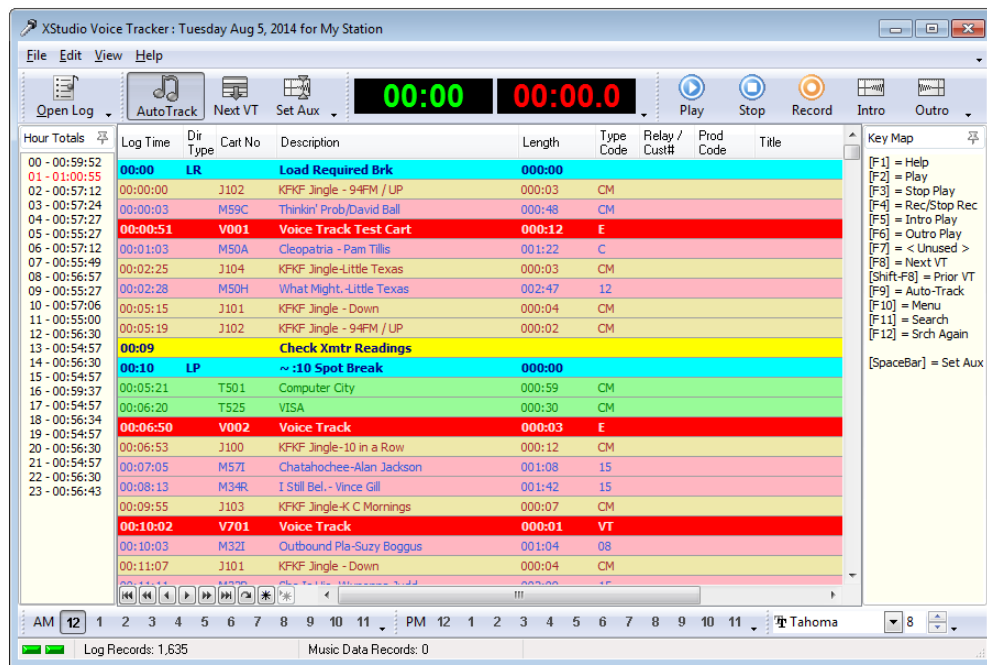 XStudio Voice Tracker : Tuesday Aug 5, 2014 for My Station
File Edit View Help
Open Log AutoTrack Next VT Set Aux 00:00 00:00.0 Play Stop Record Intro Outro
Hour Totals
00 - 00:59:52
01 - 01:00:55
02 - 00:57:12
03 - 00:57:24
04 - 00:57:27
05 - 00:55:27
06 - 00:57:12
07 - 00:55:49
08 - 00:56:57
09 - 00:55:27
10 - 00:57:06
11 - 00:55:00
12 - 00:56:30
13 - 00:54:57
14 - 00:56:30
15 - 00:54:57
16 - 00:59:37
17 - 00:54:57
18 - 00:56:34
19 - 00:54:57
20 - 00:56:30
21 - 00:54:57
22 - 00:56:30
23 - 00:56:43
Log Time Dir Type Cart No Description Length Type Code Relay / Cust# Prod Code Title
00:00 LR Load Required Brk 000:00
00:00:00 J102 KFKF Jingle - 94FM / UP 000:03 CM
00:00:03 M59C Thinkin' Prob/David Ball 000:48 CM
00:00:51 V001 Voice Track Test Cart 000:12 E
00:01:03 M50A Cleopatria - Pam Tillis 001:22 C
00:02:25 J104 KFKF Jingle-Little Texas 000:03 CM
00:02:28 M50H What Might.-Little Texas 002:47 12
00:05:15 J101 KFKF Jingle - Down 000:04 CM
00:05:19 J102 KFKF Jingle - 94FM / UP 000:02 CM
00:09 Check Xmtr Readings
00:10 LP ~ :10 Spot Break 000:00
00:05:21 T501 Computer City 000:59 CM
00:06:20 T525 VISA 000:30 CM
00:06:50 V002 Voice Track 000:03 E
00:06:53 J100 KFKF Jingle-10 in a Row 000:12 CM
00:07:05 M57I Chatahochee-Alan Jackson 001:08 15
00:08:13 M34R I Still Bel.- Vince Gill 001:42 15
00:09:55 J103 KFKF Jingle-K C Mornings 000:07 CM
00:10:02 V701 Voice Track 000:01 VT
00:10:03 M32I Outbound Pla-Suzy Boggus 001:04 08
00:11:07 J101 KFKF Jingle - Down 000:04 CM
Key Map
[F1] = Help
[F2] = Play
[F3] = Stop Play
[F4] = Rec/Stop Rec
[F5] = Intro Play
[F6] = Outro Play
[F7] = < Unused >
[F8] = Next VT
[Shift-F8] = Prior VT
[F9] = Auto-Track
[F10] = Menu
[F11] = Search
[F12] = Srch Again
[SpaceBar] = Set Aux
AM 12 1 2 3 4 5 6 7 8 9 10 11 PM 12 1 2 3 4 5 6 7 8 9 10 11 Tahoma 8
Log Records: 1,635 Music Data Records: 0